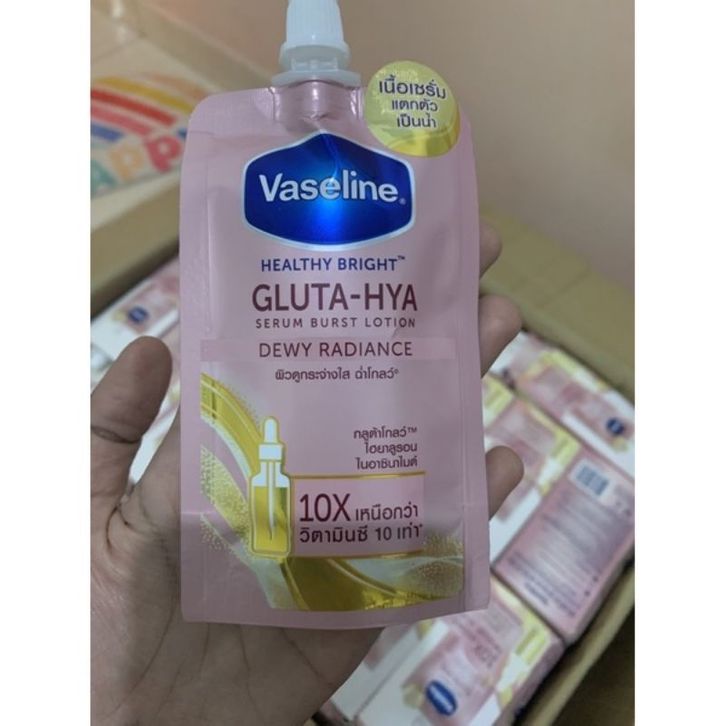 เนื้อเซรั่ม
แตกตัว
เป็นน้ำ
Vaseline®
HEALTHY BRIGHT™
GLUTA-HYA
SERUM BURST LOTION
DEWY RADIANCE
ผิวดูกระจ่างใส ฉ่ำโกลว์
กลูต้าโกลว์™
ไฮยาลูรอน
ไนอาซินาไมด์
10X เหนือกว่า
วิตามินซี 10 เท่า*
Vaseline